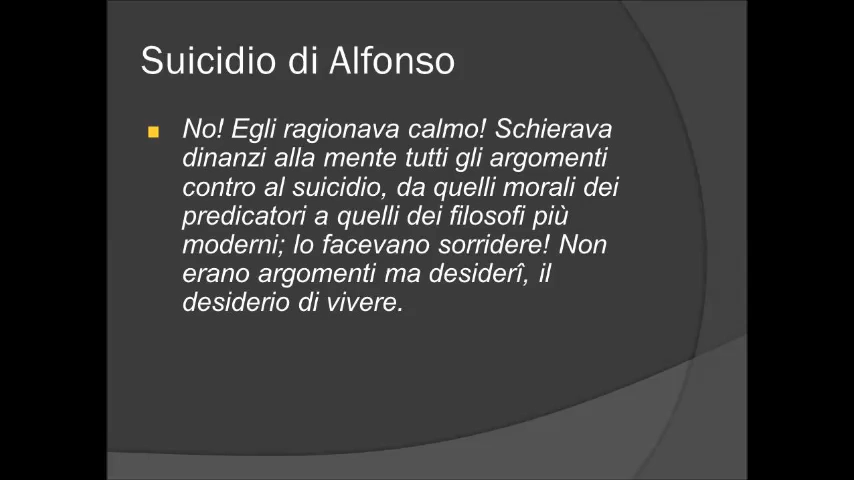 Suicidio di Alfonso
No! Egli ragionava calmo! Schierava
dinanzi alla mente tutti gli argomenti
contro al suicidio, da quelli morali dei
predicatori a quelli dei filosofi più
moderni; lo facevano sorridere! Non
erano argomenti ma desiderî, il
desiderio di vivere.